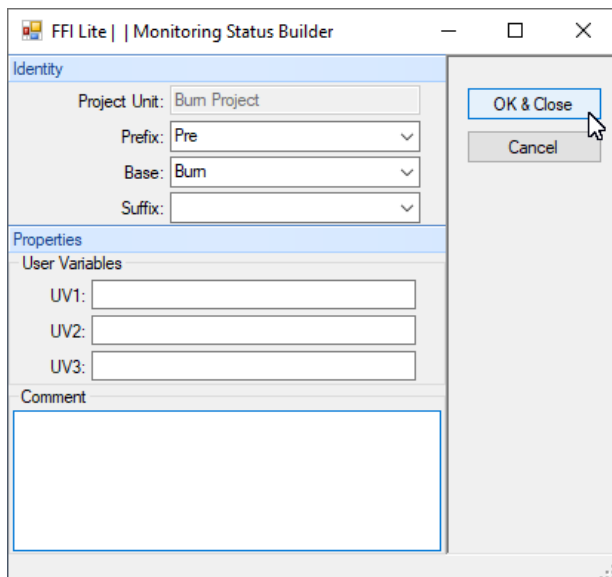 FFI Lite | | Monitoring Status Builder
Identity
Project Unit: Burn Project
Prefix: Pre
Base: Burn
Suffix:
OK & Close
Cancel
Properties
User Variables
UV1:
UV2:
UV3:
Comment